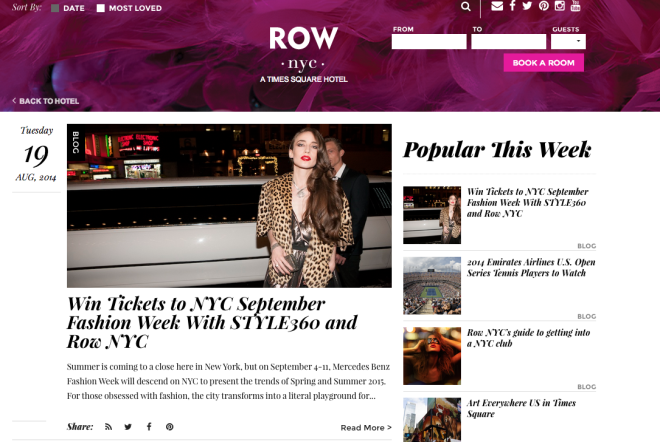 Sort By: DATE MOST LOVED
ROW
nyc
A TIMES SQUARE HOTEL
FROM TO GUESTS
BOOK A ROOM
< BACK TO HOTEL
Tuesday
19
AUG, 2014
BLOG
Win Tickets to NYC September
Fashion Week With STYLE360 and
Row NYC
Summer is coming to a close here in New York, but on September 4-11, Mercedes Benz
Fashion Week will descend on NYC to present the trends of Spring and Summer 2015.
For those obsessed with fashion, the city transforms into a literal playground for...
Share:
Read More >
Popular This Week
Win Tickets to NYC September
Fashion Week With STYLE360
and Row NYC
BLOG
2014 Emirates Airlines U.S. Open
Series Tennis Players to Watch
BLOG
Row NYC's guide to getting into
a NYC club
BLOG
Art Everywhere US in Times
Square